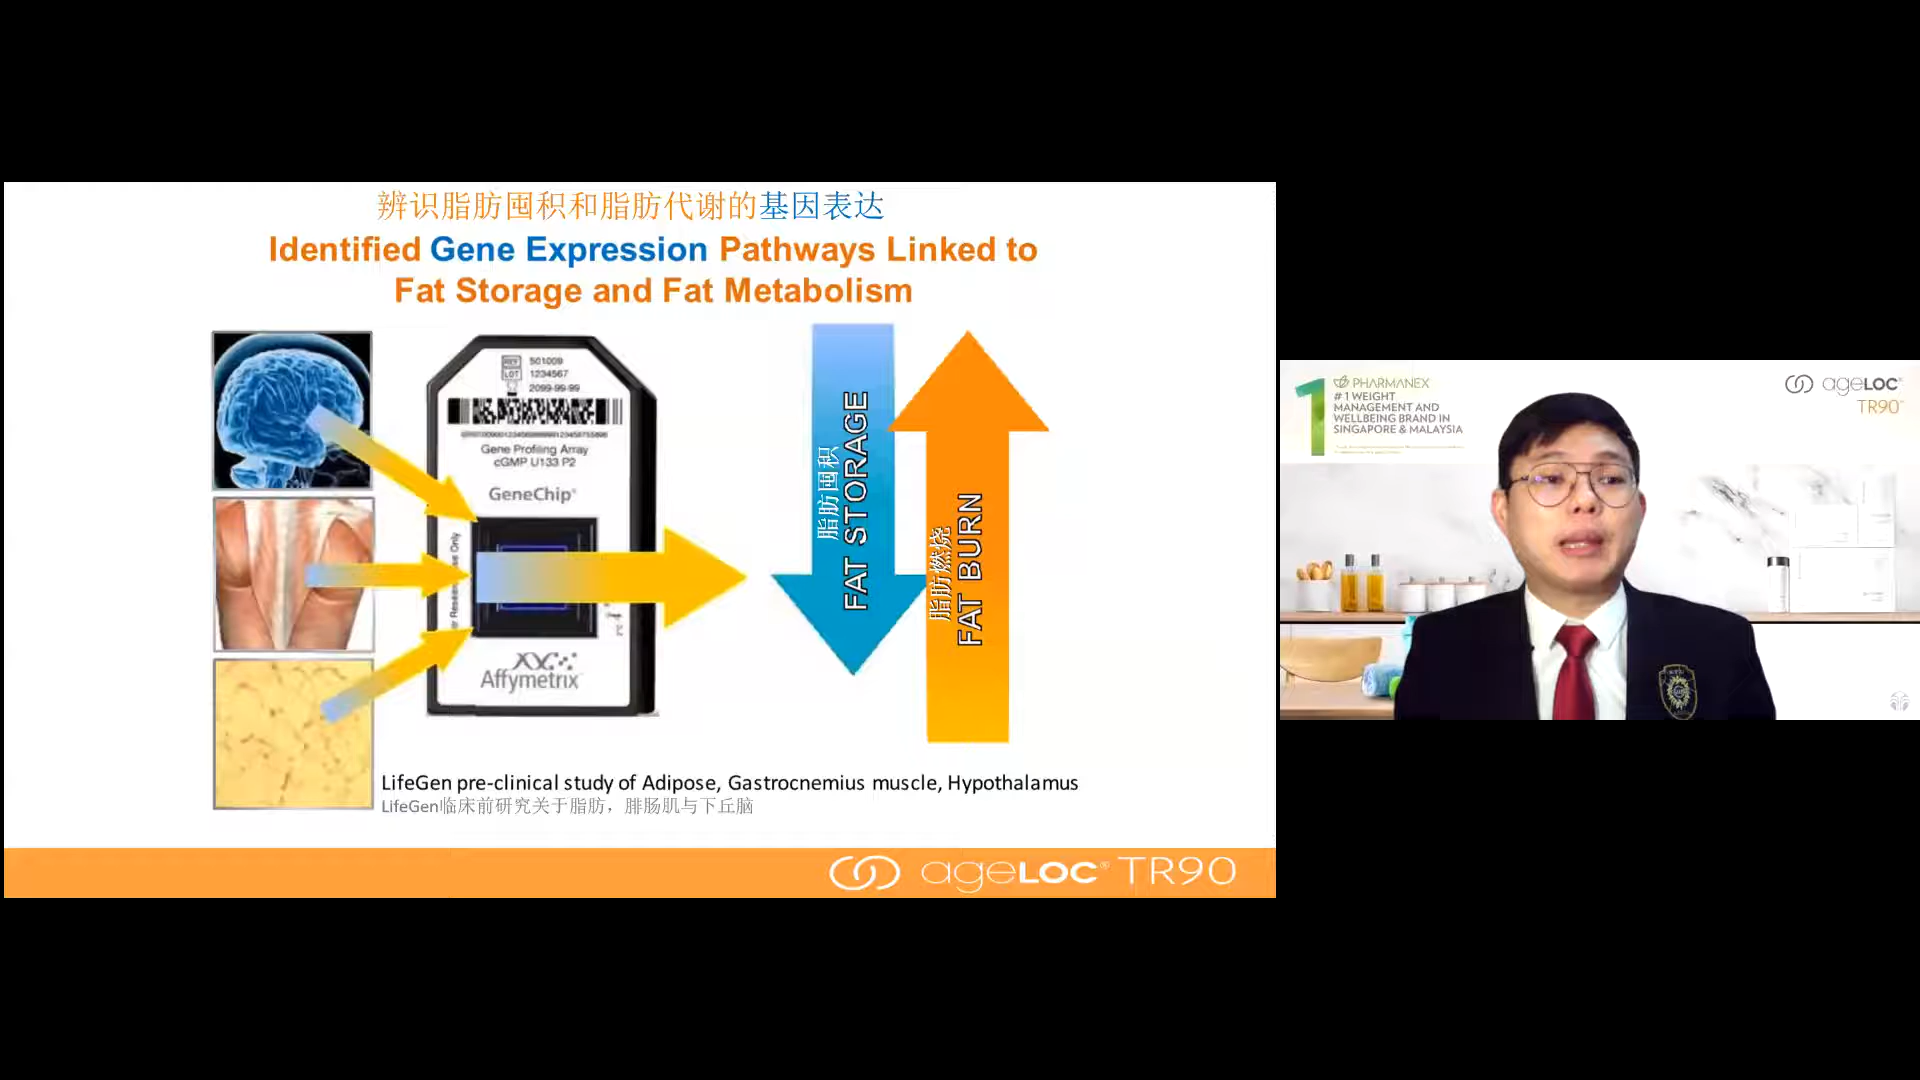 辨识脂肪囤积和脂肪代谢的基因表达
Identified Gene Expression Pathways Linked to
Fat Storage and Fat Metabolism
REF 501009
LOT 1234567
2099-99-99
Gene Profiling Array
cGMP U133 P2
GeneChip®
Affymetrix
脂肪囤积
FAT STORAGE
脂肪燃烧
FAT BURN
LifeGen pre-clinical study of Adipose, Gastrocnemius muscle, Hypothalamus
LifeGen临床前研究关于脂肪，腓肠肌与下丘脑
ageLOC® TR90
1 PHARMANEX
#1 WEIGHT
MANAGEMENT AND
WELLBEING BRAND IN
SINGAPORE & MALAYSIA
ageLOC®
TR90™